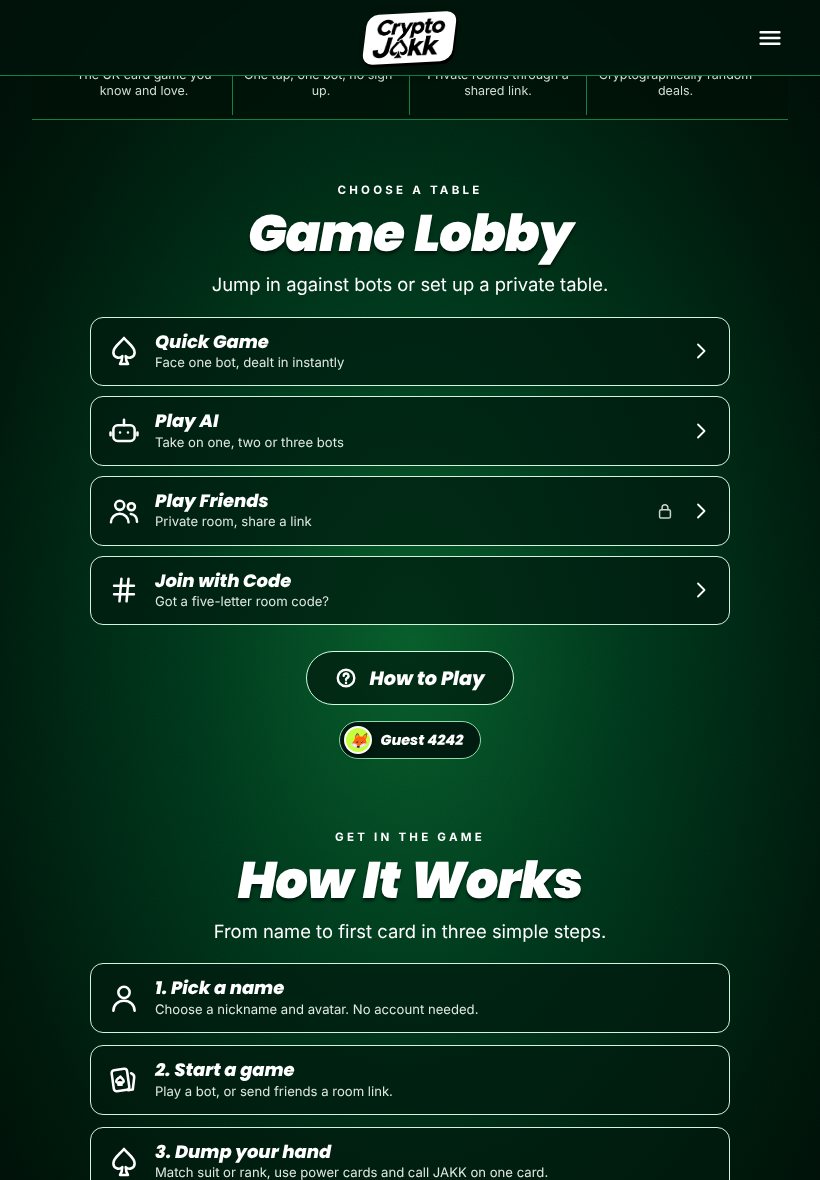 Crypto
JAKK
The UK card game you
know and love.
One tap, one bot, no sign
up.
Private rooms through a
shared link.
Cryptographically random
deals.
CHOOSE A TABLE
Game Lobby
Jump in against bots or set up a private table.
Quick Game
Face one bot, dealt in instantly
Play AI
Take on one, two or three bots
Play Friends
Private room, share a link
Join with Code
Got a five-letter room code?
How to Play
Guest 4242
GET IN THE GAME
How It Works
From name to first card in three simple steps.
1. Pick a name
Choose a nickname and avatar. No account needed.
2. Start a game
Play a bot, or send friends a room link.
3. Dump your hand
Match suit or rank, use power cards and call JAKK on one card.